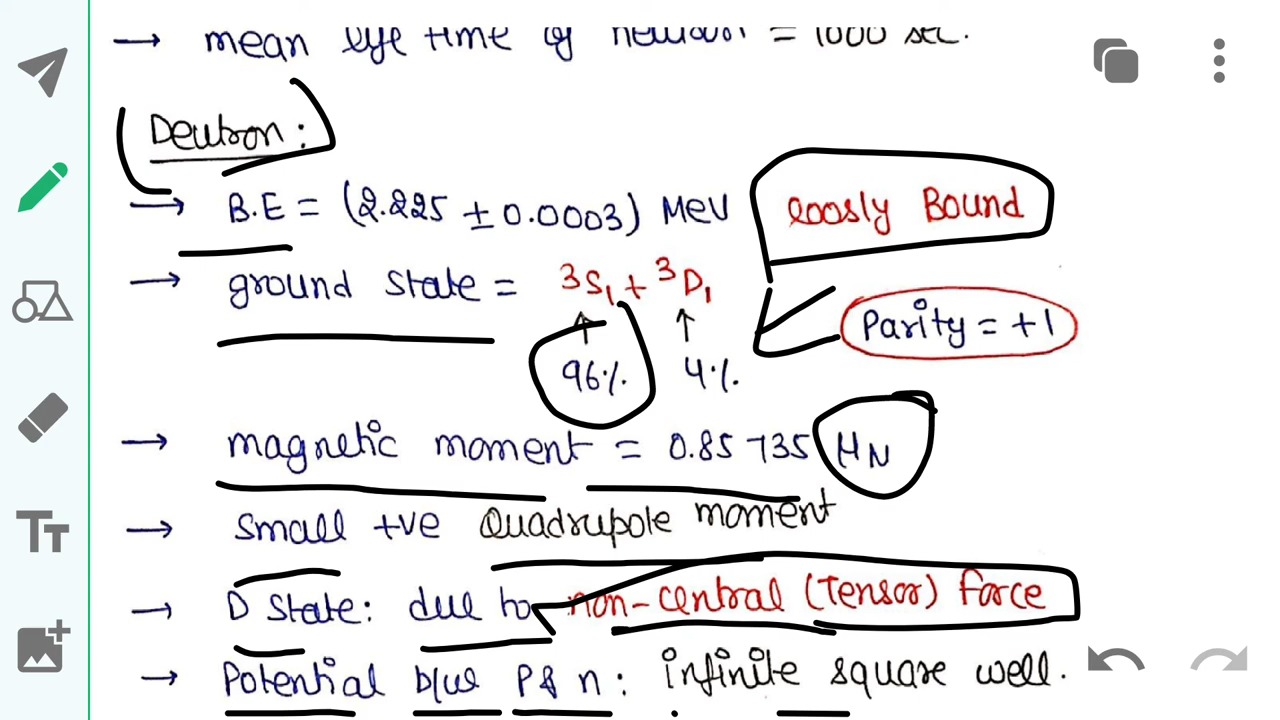 → mean life time of neutron = 1000 sec.
Deutron:
→ B.E = (2.225 ± 0.0003) MeV loosly Bound
→ ground state = ³S₁ + ³D₁
Parity = +1
↑ ↑
96% 4%
→ magnetic moment = 0.85735 μN
→ Small +ve Quadrupole moment
→ D State: due to non-central (Tensor) force
→ Potential b/w P & n: infinite square well.
TT